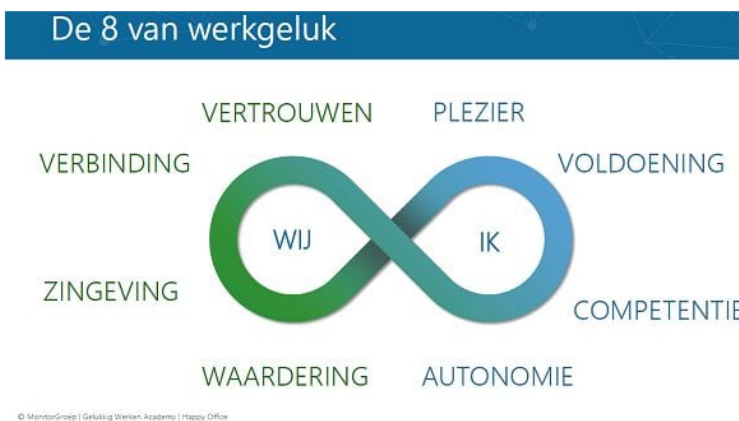 De 8 van werkgeluk
VERTROUWEN PLEZIER
VERBINDING VOLDOENING
WIJ IK
ZINGEVING
COMPETENTIE
WAARDERING AUTONOMIE
© MonitorGroep | Gelukkig Werken Academy | Happy Office